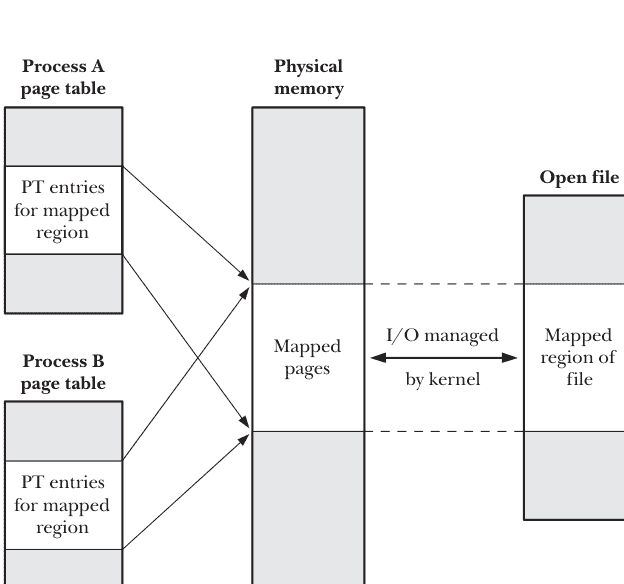 Process A
page table
PT entries
for mapped
region
Process B
page table
PT entries
for mapped
region
Physical
memory
Mapped
pages
I/O managed
by kernel
Open file
Mapped
region of
file